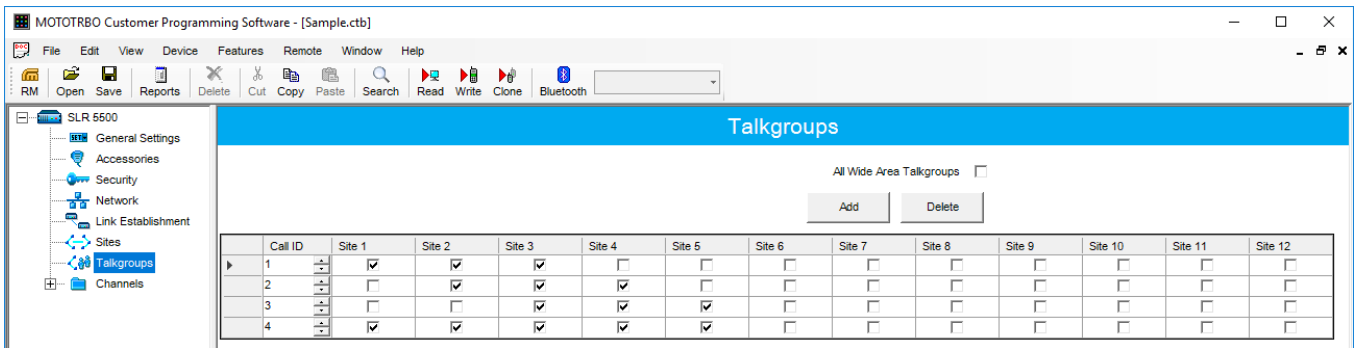 MOTOTRBO Customer Programming Software - [Sample.ctb]
File Edit View Device Features Remote Window Help
RM Open Save Reports Delete Cut Copy Paste Search Read Write Clone Bluetooth
SLR 5500
General Settings
Accessories
Security
Network
Link Establishment
Sites
Talkgroups
Channels
Talkgroups
All Wide Area Talkgroups
Add Delete
Call ID Site 1 Site 2 Site 3 Site 4 Site 5 Site 6 Site 7 Site 8 Site 9 Site 10 Site 11 Site 12
1
2
3
4